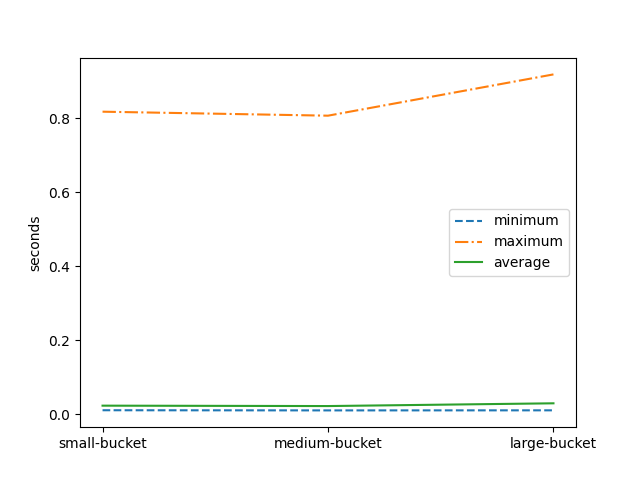 0.8
0.6
0.4
0.2
0.0
seconds
minimum
maximum
average
small-bucket
medium-bucket
large-bucket